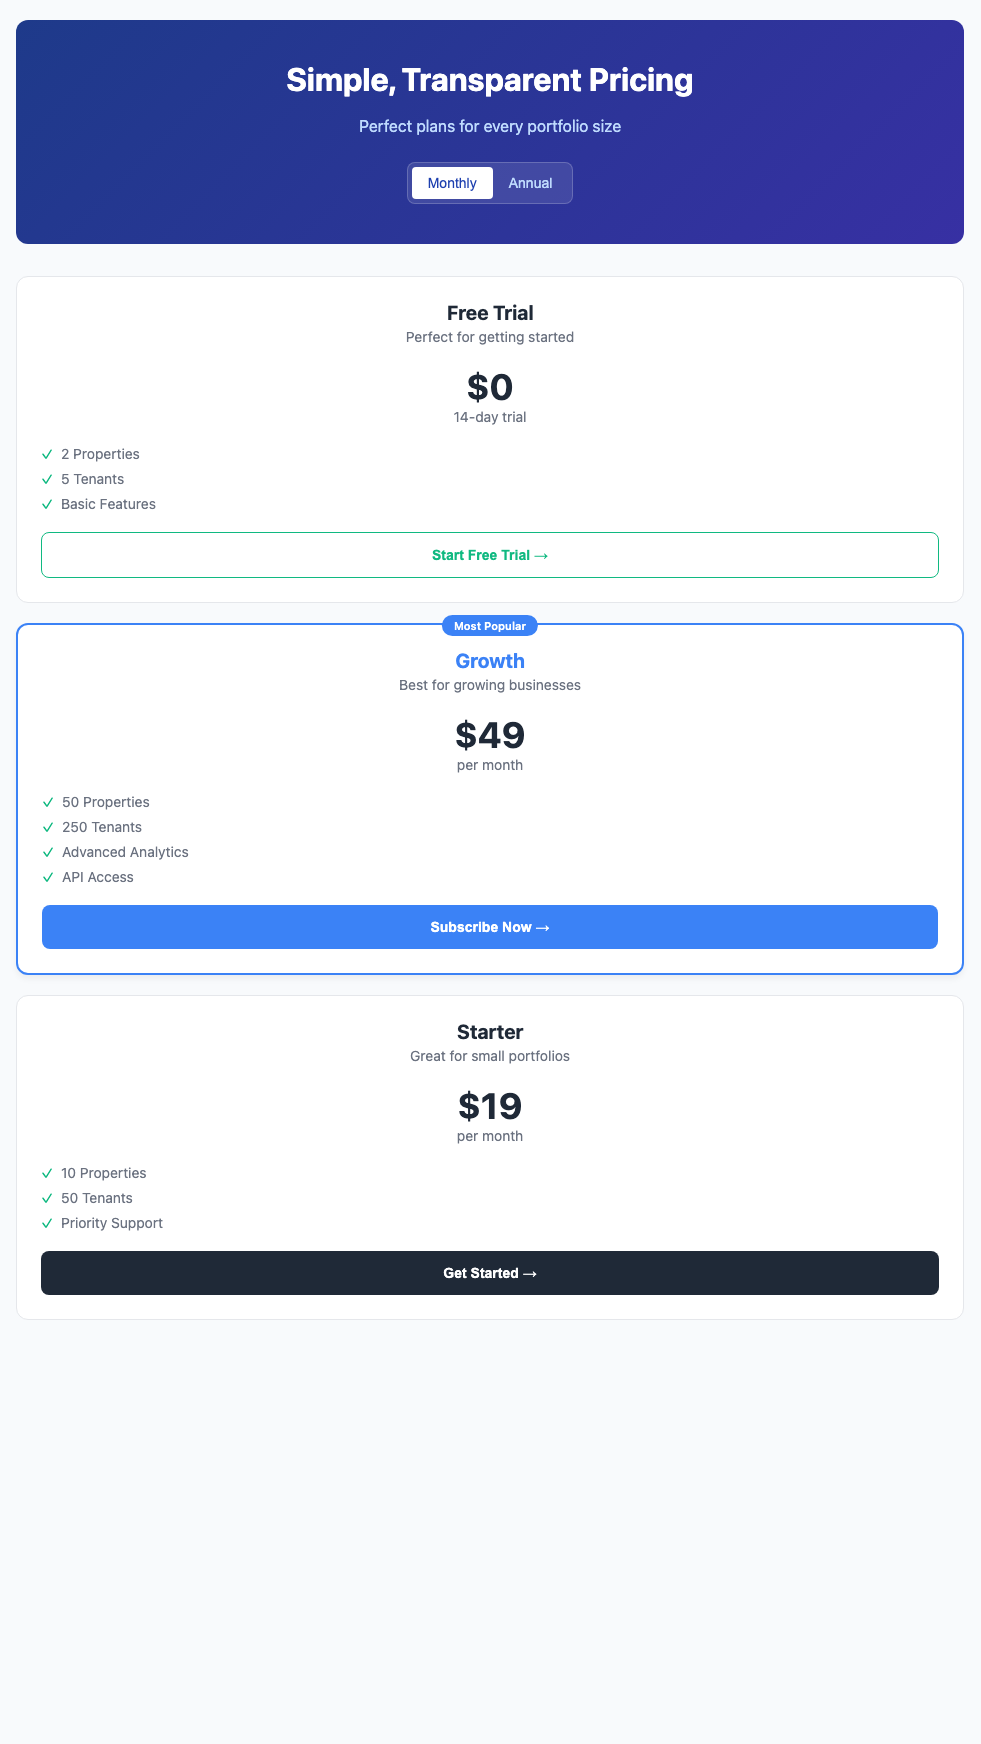 Simple, Transparent Pricing
Perfect plans for every portfolio size
Monthly Annual
Free Trial
Perfect for getting started
$0
14-day trial
✓ 2 Properties
✓ 5 Tenants
✓ Basic Features
Start Free Trial →
Most Popular
Growth
Best for growing businesses
$49
per month
✓ 50 Properties
✓ 250 Tenants
✓ Advanced Analytics
✓ API Access
Subscribe Now →
Starter
Great for small portfolios
$19
per month
✓ 10 Properties
✓ 50 Tenants
✓ Priority Support
Get Started →